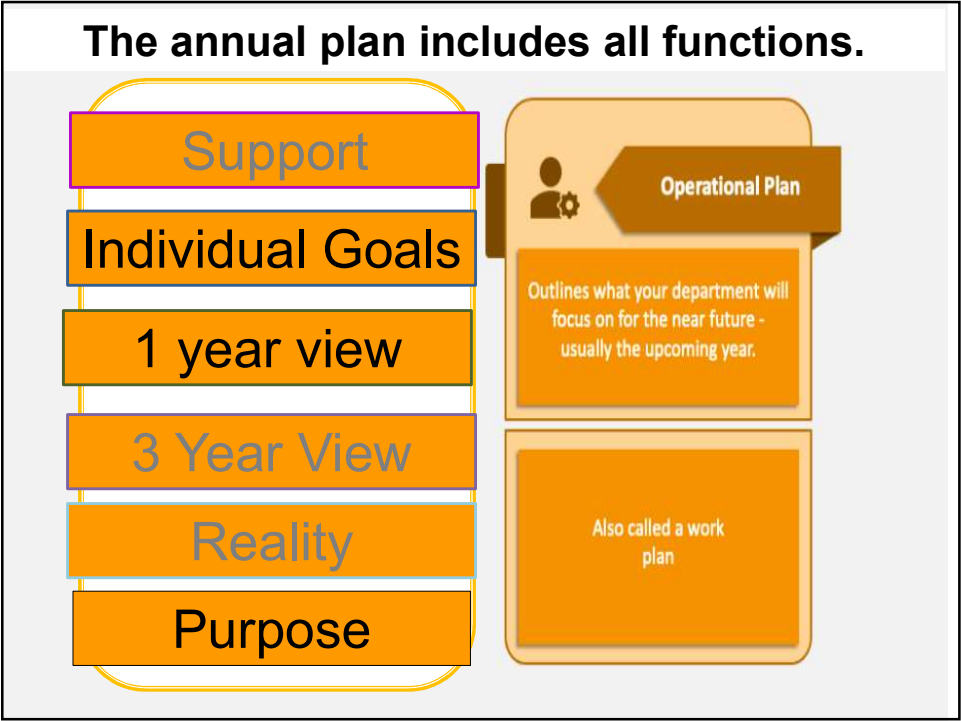 The annual plan includes all functions.
Support
Individual Goals
1 year view
3 Year View
Reality
Purpose
Operational Plan
Outlines what your department will
focus on for the near future -
usually the upcoming year.
Also called a work
plan